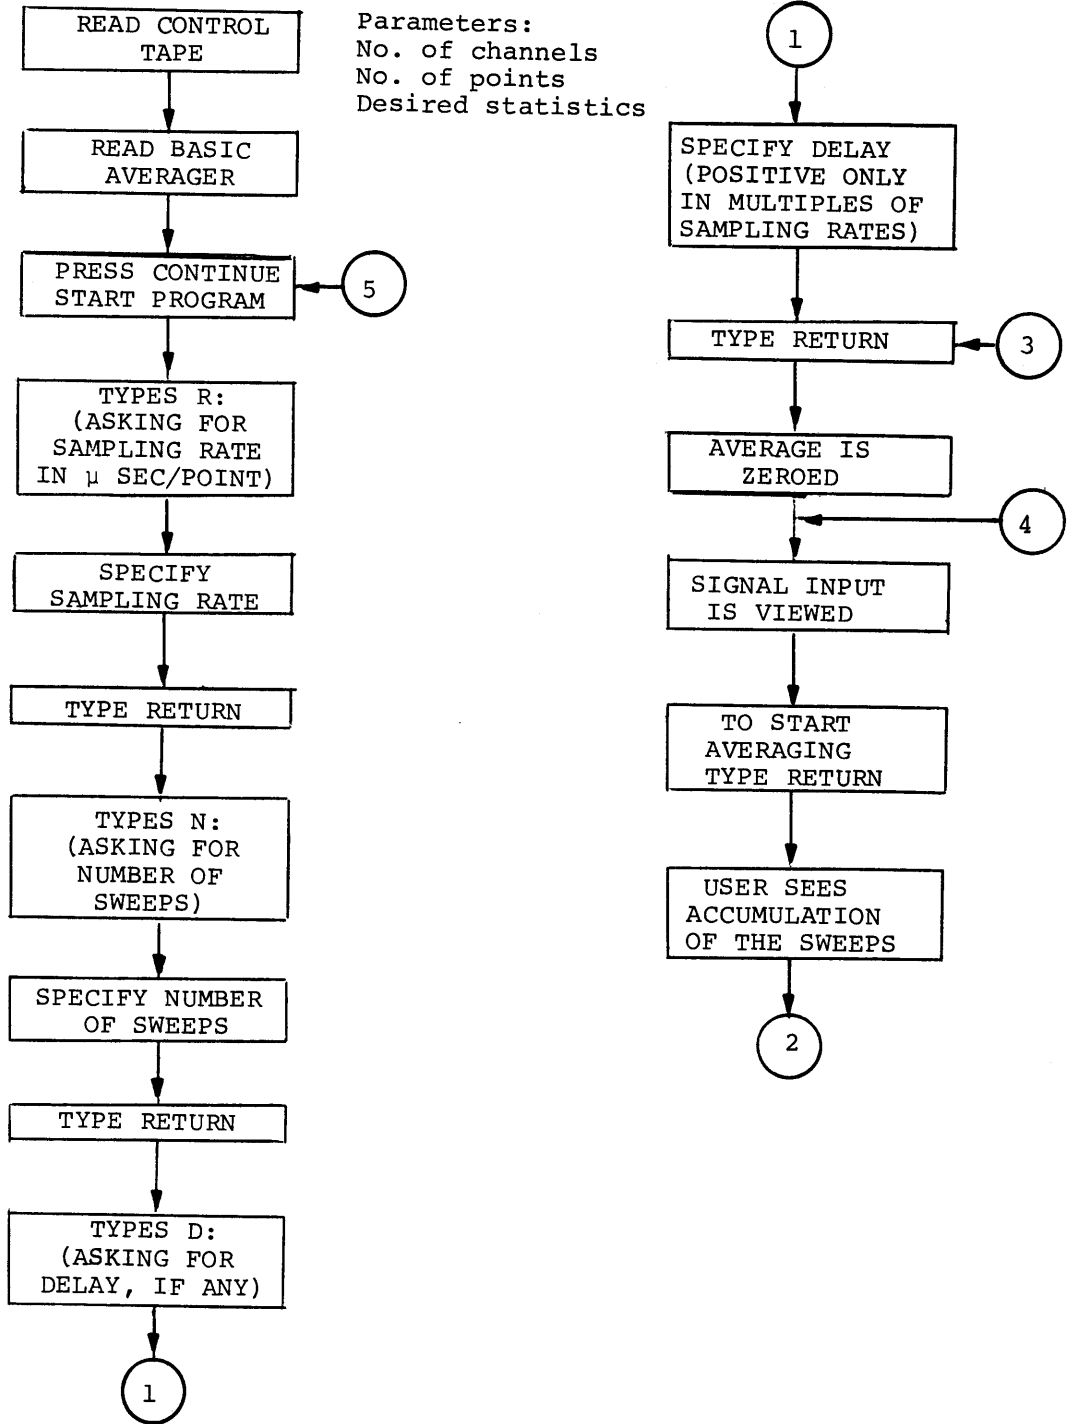 READ CONTROL
TAPE
Parameters:
No. of channels
No. of points
Desired statistics
READ BASIC
AVERAGER
PRESS CONTINUE
START PROGRAM
5
TYPES R:
(ASKING FOR
SAMPLING RATE
IN µ SEC/POINT)
SPECIFY
SAMPLING RATE
TYPE RETURN
TYPES N:
(ASKING FOR
NUMBER OF
SWEEPS)
SPECIFY NUMBER
OF SWEEPS
TYPE RETURN
TYPES D:
(ASKING FOR
DELAY, IF ANY)
1
1
SPECIFY DELAY
(POSITIVE ONLY
IN MULTIPLES OF
SAMPLING RATES)
TYPE RETURN
3
AVERAGE IS
ZEROED
4
SIGNAL INPUT
IS VIEWED
TO START
AVERAGING
TYPE RETURN
USER SEES
ACCUMULATION
OF THE SWEEPS
2